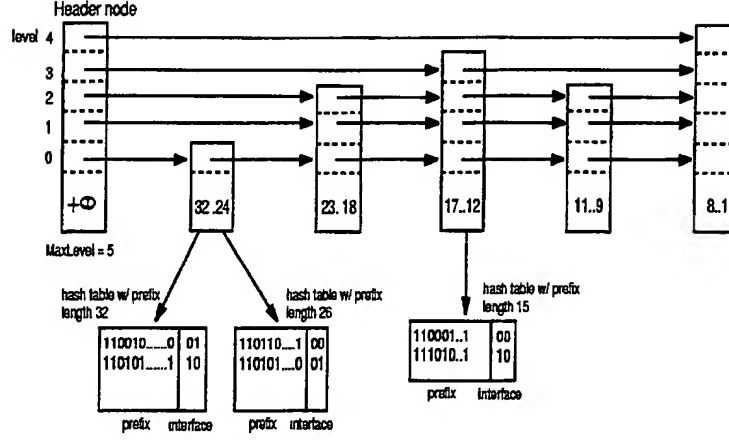 Header node
level 4
3
2
1
0
+θ
32..24
23..18
17..12
11..9
8..1
MaxLevel = 5
hash table w/ prefix
length 32
hash table w/ prefix
length 26
hash table w/ prefix
length 15
110010.......0 01
110101......1 10
110110....1 00
110101....0 01
110001..1 00
111010..1 10
prefix interface
prefix interface
prefix interface